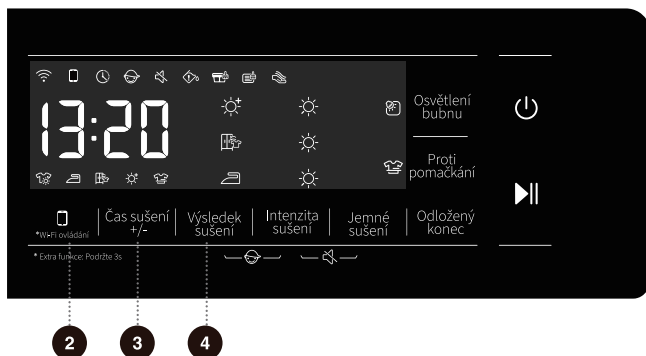 13:20
Osvětlení
bubnu
Proti
pomačkání
*Wi-Fi ovládání
Čas sušení
+/-
Výsledek
sušení
Intenzita
sušení
Jemné
sušení
Odložený
konec
* Extra funkce: Podržte 3s
2
3
4